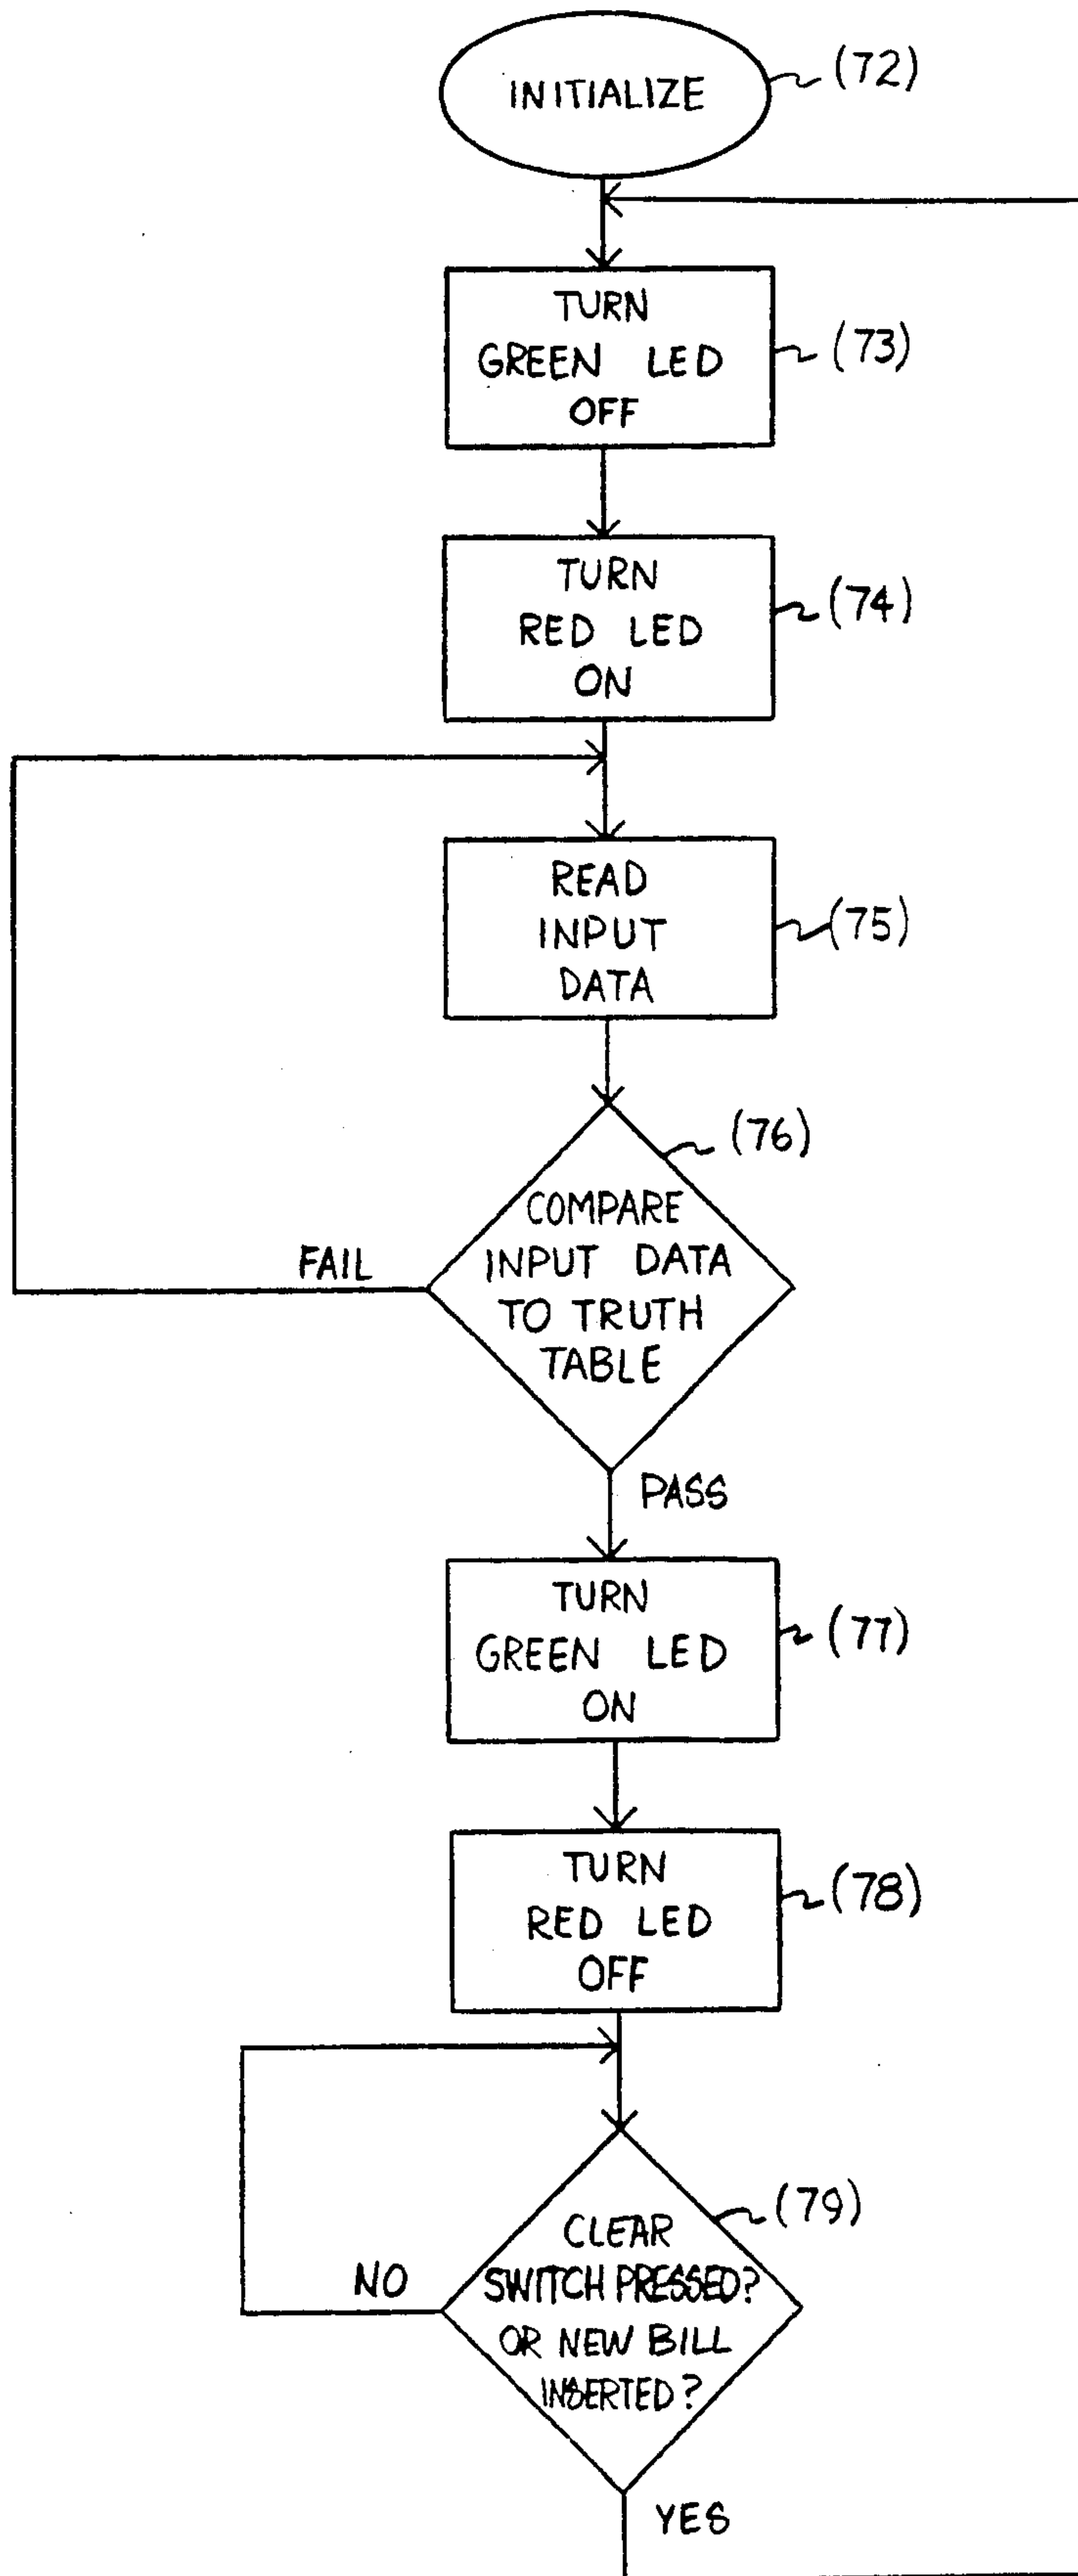 INITIALIZE
(72)
TURN
GREEN LED
OFF
(73)
TURN
RED LED
ON
(74)
READ
INPUT
DATA
(75)
(76)
COMPARE
INPUT DATA
TO TRUTH
TABLE
FAIL
PASS
TURN
GREEN LED
ON
(77)
TURN
RED LED
OFF
(78)
(79)
CLEAR
SWITCH PRESSED?
OR NEW BILL
INSERTED?
NO
YES